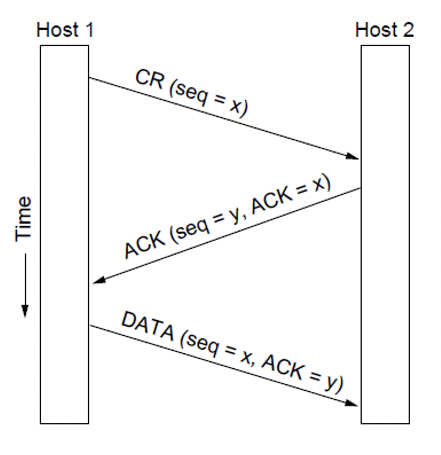 Host 1
Host 2
CR (seq = x)
ACK (seq = y, ACK = x)
Time
DATA (seq = x, ACK = y)